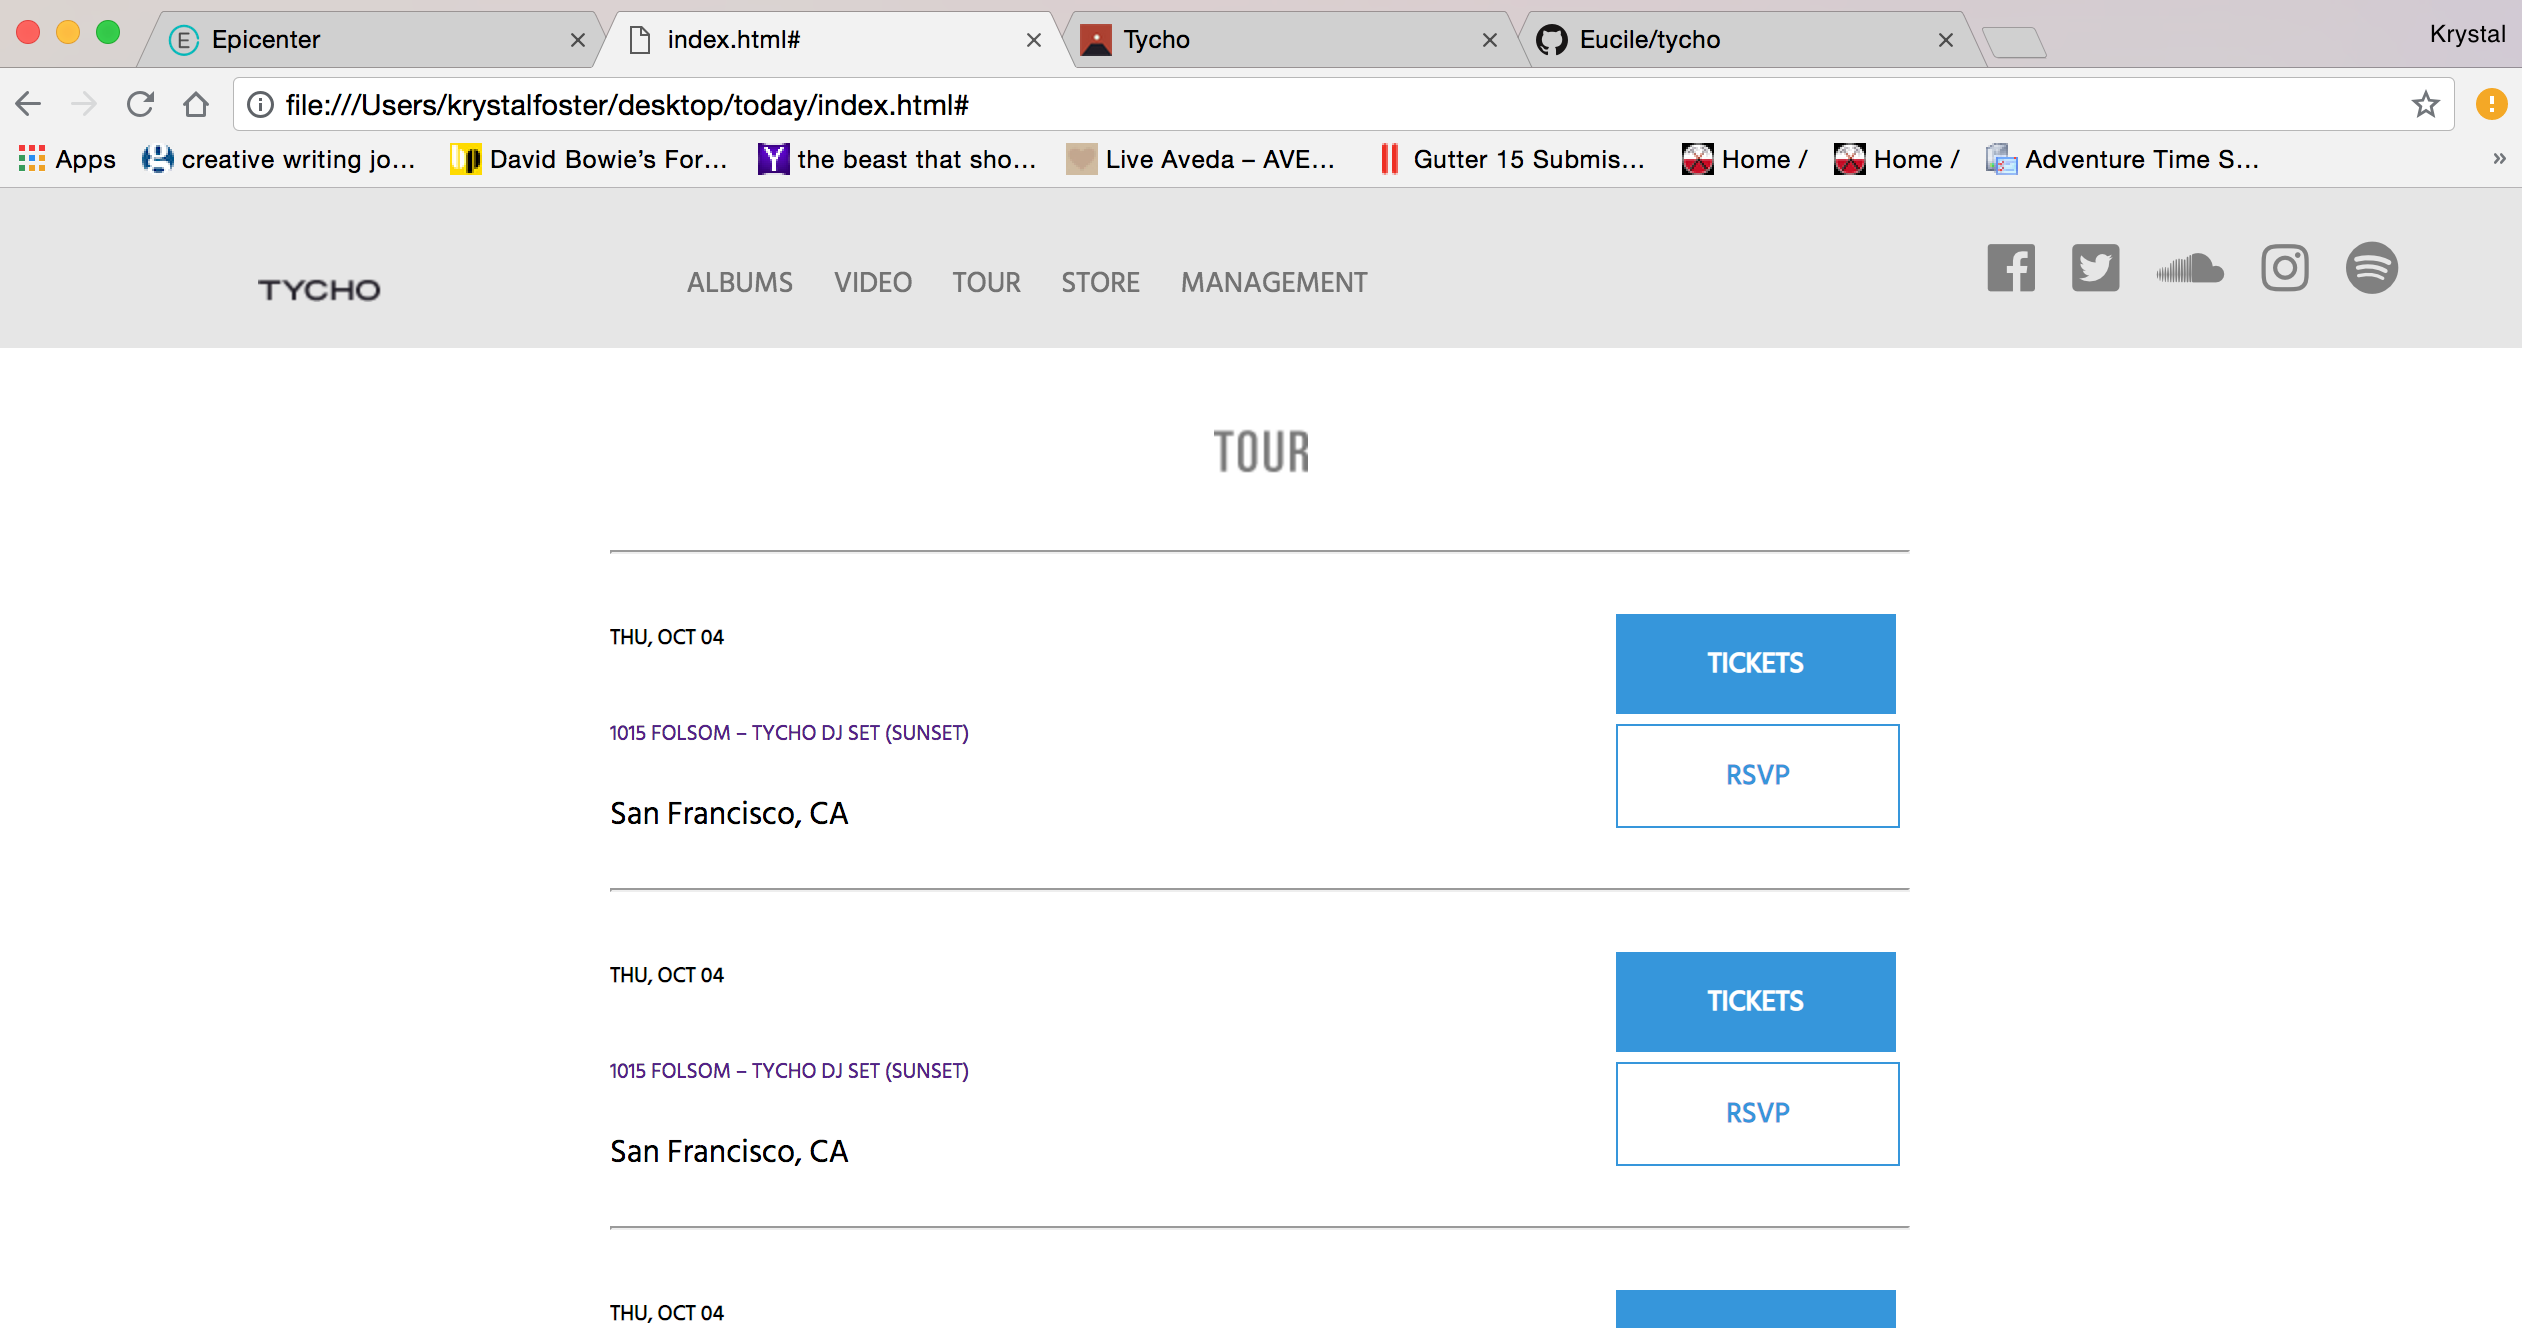 Epicenter
index.html#
Tycho
Eucile/tycho
Krystal
file:///Users/krystalfoster/desktop/today/index.html#
Apps
creative writing jo...
David Bowie's For...
the beast that sho...
Live Aveda – AVE...
Gutter 15 Submis...
Home /
Home /
Adventure Time S...
»
TYCHO
ALBUMS VIDEO TOUR STORE MANAGEMENT
TOUR
THU, OCT 04
TICKETS
1015 FOLSOM – TYCHO DJ SET (SUNSET)
RSVP
San Francisco, CA
THU, OCT 04
TICKETS
1015 FOLSOM – TYCHO DJ SET (SUNSET)
RSVP
San Francisco, CA
THU, OCT 04